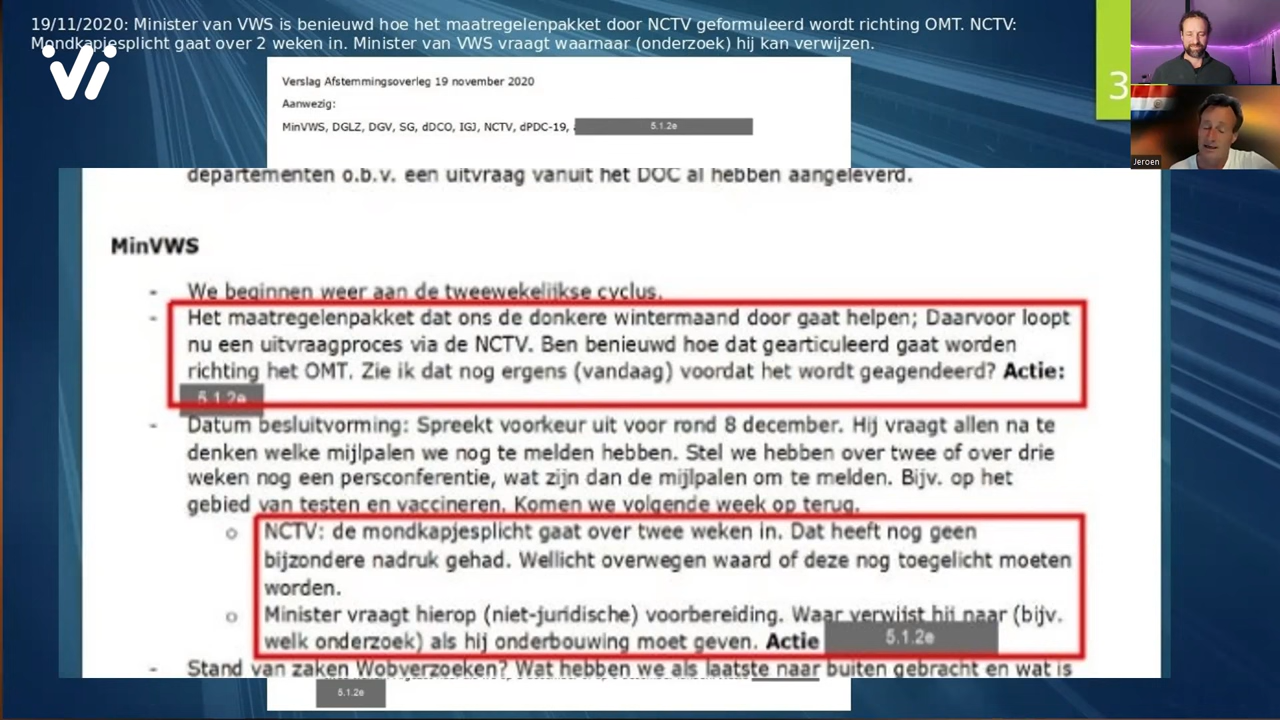 19/11/2020: Minister van VWS is benieuwd hoe het maatregelenpakket door NCTV geformuleerd wordt richting OMT. NCTV:
Mondkapjesplicht gaat over 2 weken in. Minister van VWS vraagt waarnaar (onderzoek) hij kan verwijzen.
3
Verslag Afstemmingsoverleg 19 november 2020
Aanwezig:
MinVWS, DGLZ, DGV, SG, dDCO, IGJ, NCTV, dPDC-19, 5.1.2e
Jeroen
departementen o.b.v. een uitvraag vanuit het DOC al hebben aangeleverd.
MinVWS
- We beginnen weer aan de tweewekelijkse cyclus.
- Het maatregelenpakket dat ons de donkere wintermaand door gaat helpen; Daarvoor loopt
nu een uitvraagproces via de NCTV. Ben benieuwd hoe dat gearticuleerd gaat worden
richting het OMT. Zie ik dat nog ergens (vandaag) voordat het wordt geagendeerd? Actie:
5.1.2e
- Datum besluitvorming: Spreekt voorkeur uit voor rond 8 december. Hij vraagt allen na te
denken welke mijlpalen we nog te melden hebben. Stel we hebben over twee of over drie
weken nog een persconferentie, wat zijn dan de mijlpalen om te melden. Bijv. op het
gebied van testen en vaccineren. Komen we volgende week op terug.
o NCTV: de mondkapjesplicht gaat over twee weken in. Dat heeft nog geen
bijzondere nadruk gehad. Wellicht overwegen waard of deze nog toegelicht moeten
worden.
o Minister vraagt hierop (niet-juridische) voorbereiding. Waar verwijst hij naar (bijv.
welk onderzoek) als hij onderbouwing moet geven. Actie 5.1.2e
- Stand van zaken Wobverzoeken? Wat hebben we als laatste naar buiten gebracht en wat is
5.1.2e